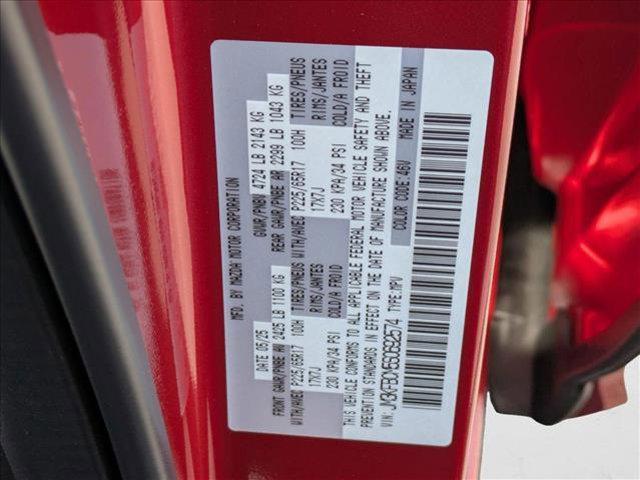 MFD. BY MAZDA MOTOR CORPORATION
DATE 03/25 GVWR/PNBV 4724 LB 2143 KG
FRONT GAWR/PNBE AV 2425 LB 1100 KG REAR GAWR/PNBE AR 2299 LB 1043 KG
WITH/AVEC P225/65R17 100H TIRES/PNEUS WITH/AVEC P225/65R17 100H TIRES/PNEUS
17X7J RIMS/JANTES 17X7J RIMS/JANTES
230 KPA/34 PSI COLD/A FROID 230 KPA/34 PSI COLD/A FROID
THIS VEHICLE CONFORMS TO ALL APPLICABLE FEDERAL MOTOR VEHICLE SAFETY AND THEFT
PREVENTION STANDARDS IN EFFECT ON THE DATE OF MANUFACTURE SHOWN ABOVE.
VIN: TYPE:MPV COLOR CODE:46V MADE IN JAPAN